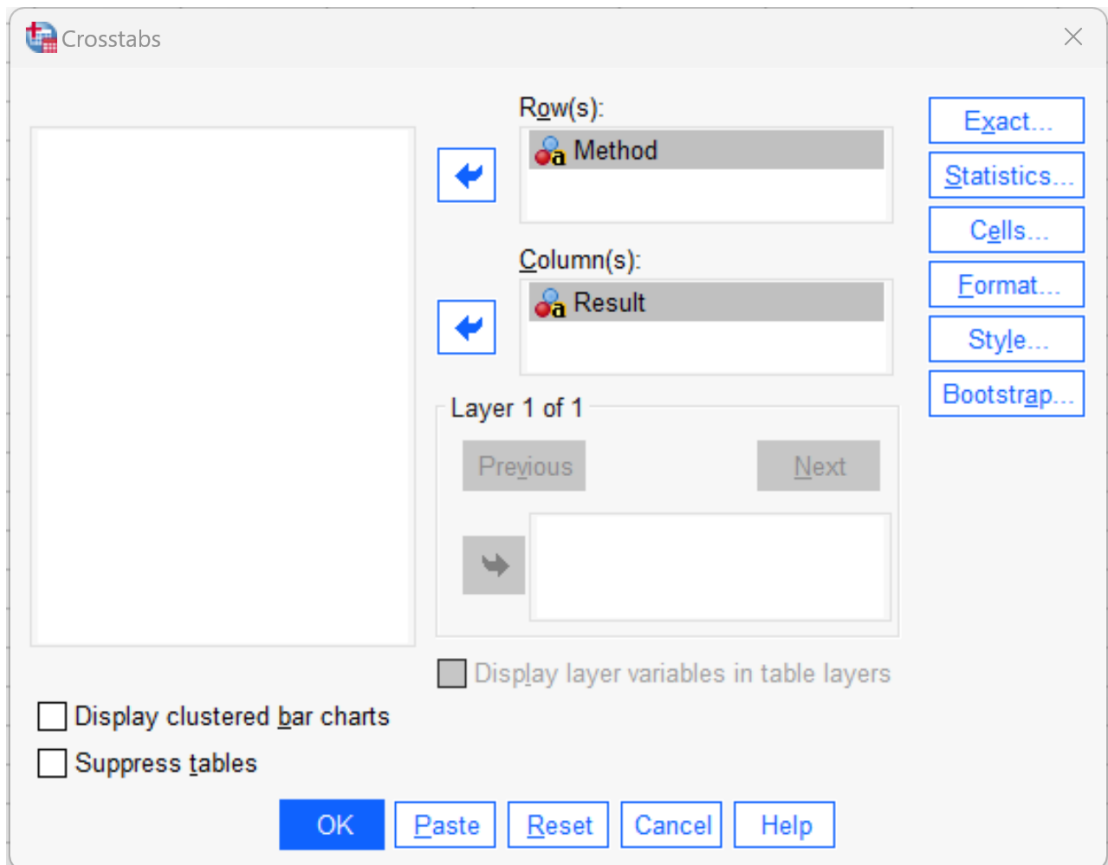 Crosstabs
Row(s):
Method
Column(s):
Result
Layer 1 of 1
Previous
Next
Display layer variables in table layers
Display clustered bar charts
Suppress tables
Exact...
Statistics...
Cells...
Format...
Style...
Bootstrap...
OK
Paste
Reset
Cancel
Help